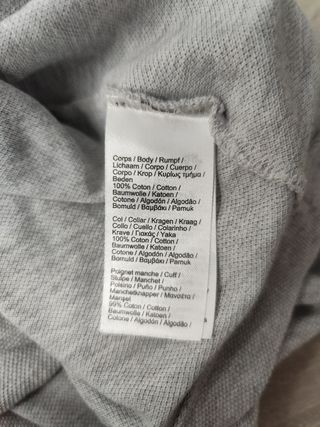 Corps / Body / Rumpf /
Lichaam / Corpo / Cuerpo /
Corpo / Krop / Κυρίως τμήμα /
Beden
100% Coton / Cotton /
Baumwolle / Katoen /
Cotone / Algodón / Algodão /
Bomuld / Βαμβάκι / Pamuk
Col / Collar / Kragen / Kraag /
Collo / Cuello / Colarinho /
Krave / Γιακάς / Yaka
100% Coton / Cotton /
Baumwolle / Katoen /
Cotone / Algodón / Algodão /
Bomuld / Βαμβάκι / Pamuk
Poignet manche / Cuff /
Stulpe / Manchet /
Polsino / Puño / Punho /
Manchetknapper / Μανσέτα /
Manşet
99% Coton / Cotton /
Baumwolle / Katoen /
Cotone / Algodón / Algodão /